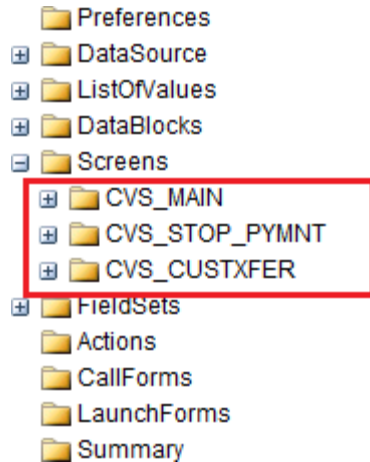 Preferences
DataSource
ListOfValues
DataBlocks
Screens
CVS_MAIN
CVS_STOP_PYMNT
CVS_CUSTXFER
FieldSets
Actions
CallForms
LaunchForms
Summary